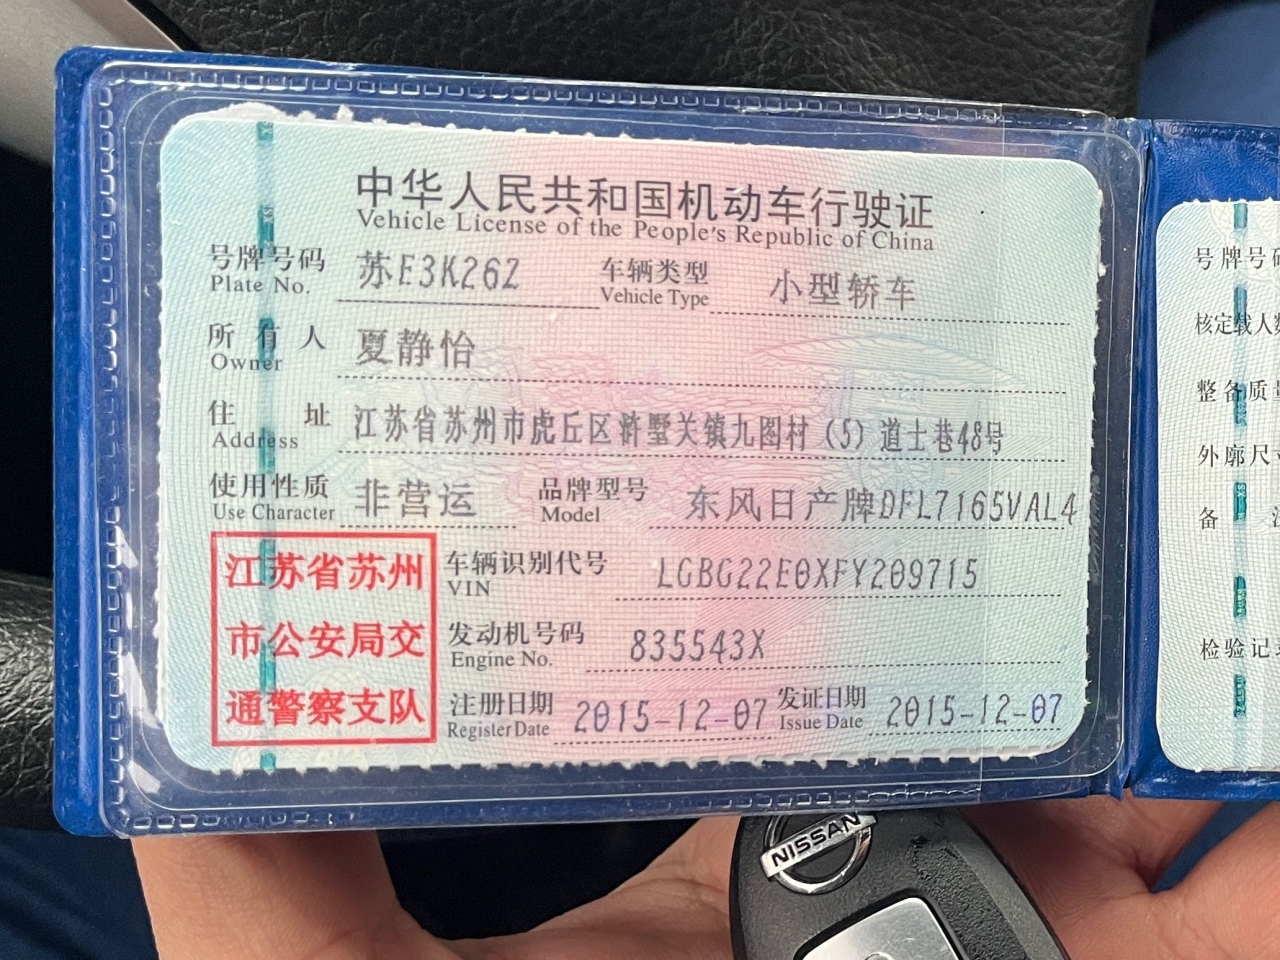 中华人民共和国机动车行驶证
Vehicle License of the People's Republic of China
号牌号码 苏E3K26Z 车辆类型 小型轿车
Plate No. Vehicle Type
所有人 夏静怡
Owner
住址 江苏省苏州市虎丘区浒墅关镇九图村（5）道士巷48号
Address
使用性质 非营运 品牌型号 东风日产牌DFL7165VAL4
Use Character Model
江苏省苏州
市公安局交
通警察支队
车辆识别代号 LGBG22E0XFY209715
VIN
发动机号码 835543X
Engine No.
注册日期 2015-12-07 发证日期 2015-12-07
Register Date Issue Date
号牌号码
核定载人数
整备质量
外廓尺寸
备
检验记录
NISSAN